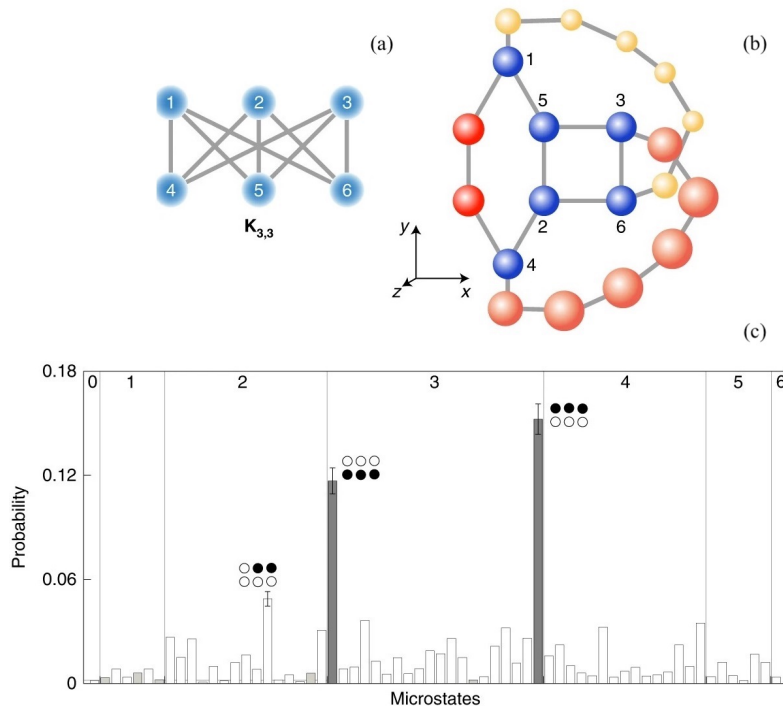 (a)
1 2 3
4 5 6
K3,3
(b)
1
5 3
2 6
4
y
z x
(c)
0 1 2 3 4 5 6
0.18
0.12
0.06
0
Probability
Microstates